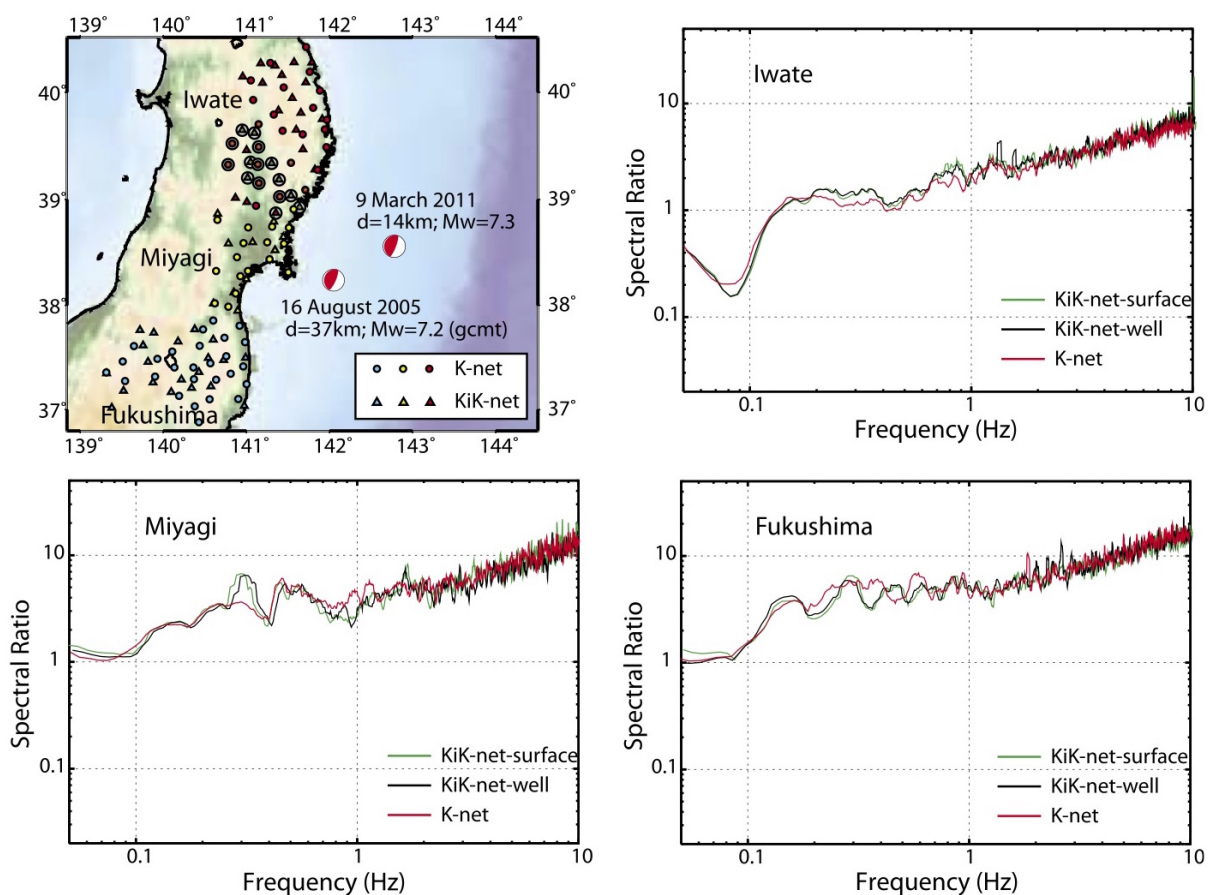 139˚ 140˚ 141˚ 142˚ 143˚ 144˚
40˚ 40˚
39˚ 39˚
38˚ 38˚
37˚ 37˚
139˚ 140˚ 141˚ 142˚ 143˚ 144˚
Iwate
9 March 2011
d=14km; Mw=7.3
Miyagi
16 August 2005
d=37km; Mw=7.2 (gcmt)
K-net
KiK-net
Fukushima
Iwate
Spectral Ratio
10
1
0.1
KiK-net-surface
KiK-net-well
K-net
0.1 1 10
Frequency (Hz)
Miyagi
Spectral Ratio
10
1
0.1
KiK-net-surface
KiK-net-well
K-net
0.1 1 10
Frequency (Hz)
Fukushima
Spectral Ratio
10
1
0.1
KiK-net-surface
KiK-net-well
K-net
0.1 1 10
Frequency (Hz)